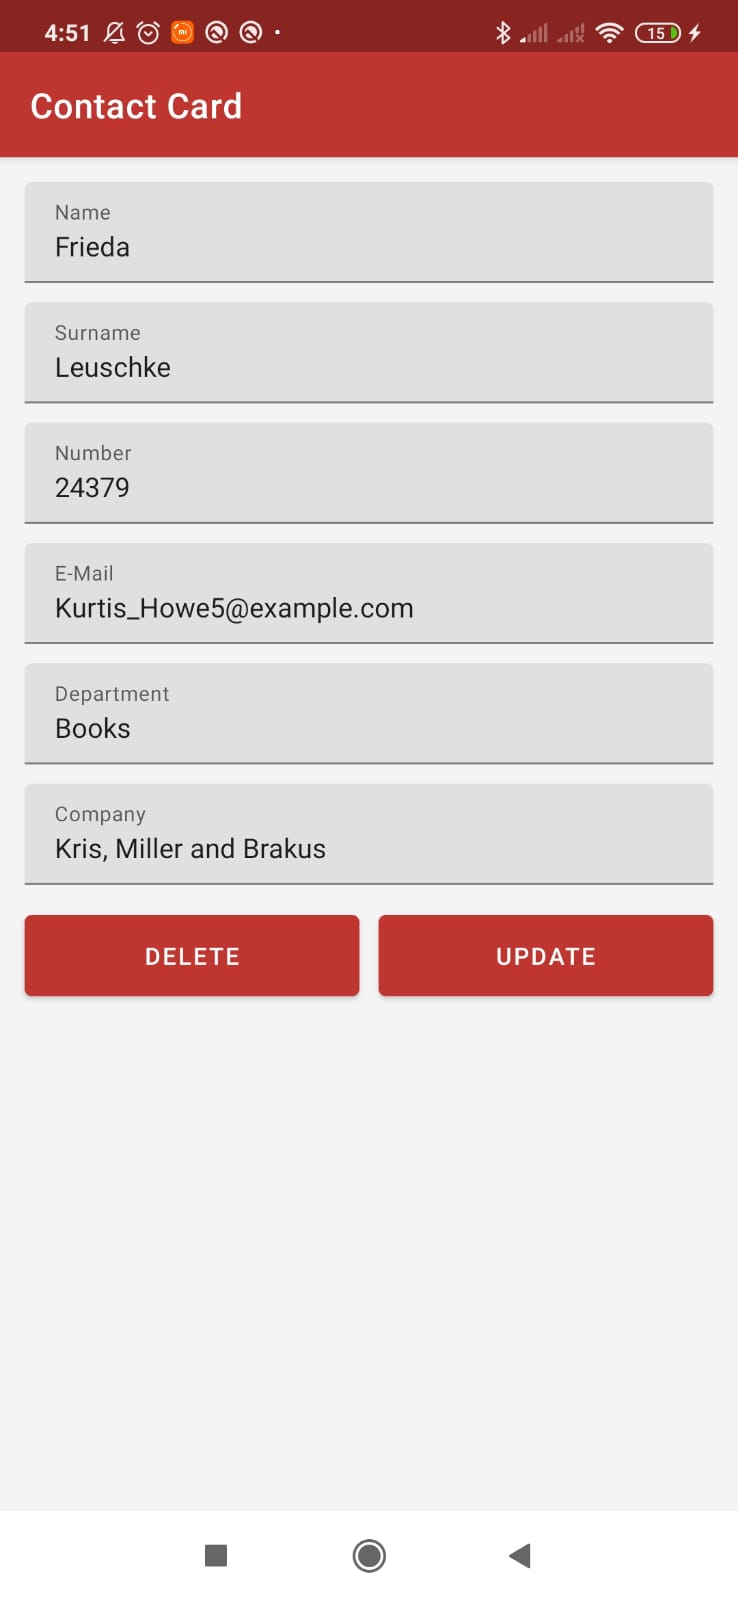 4:51
15
Contact Card
Name
Frieda
Surname
Leuschke
Number
24379
E-Mail
Kurtis_Howe5@example.com
Department
Books
Company
Kris, Miller and Brakus
DELETE UPDATE